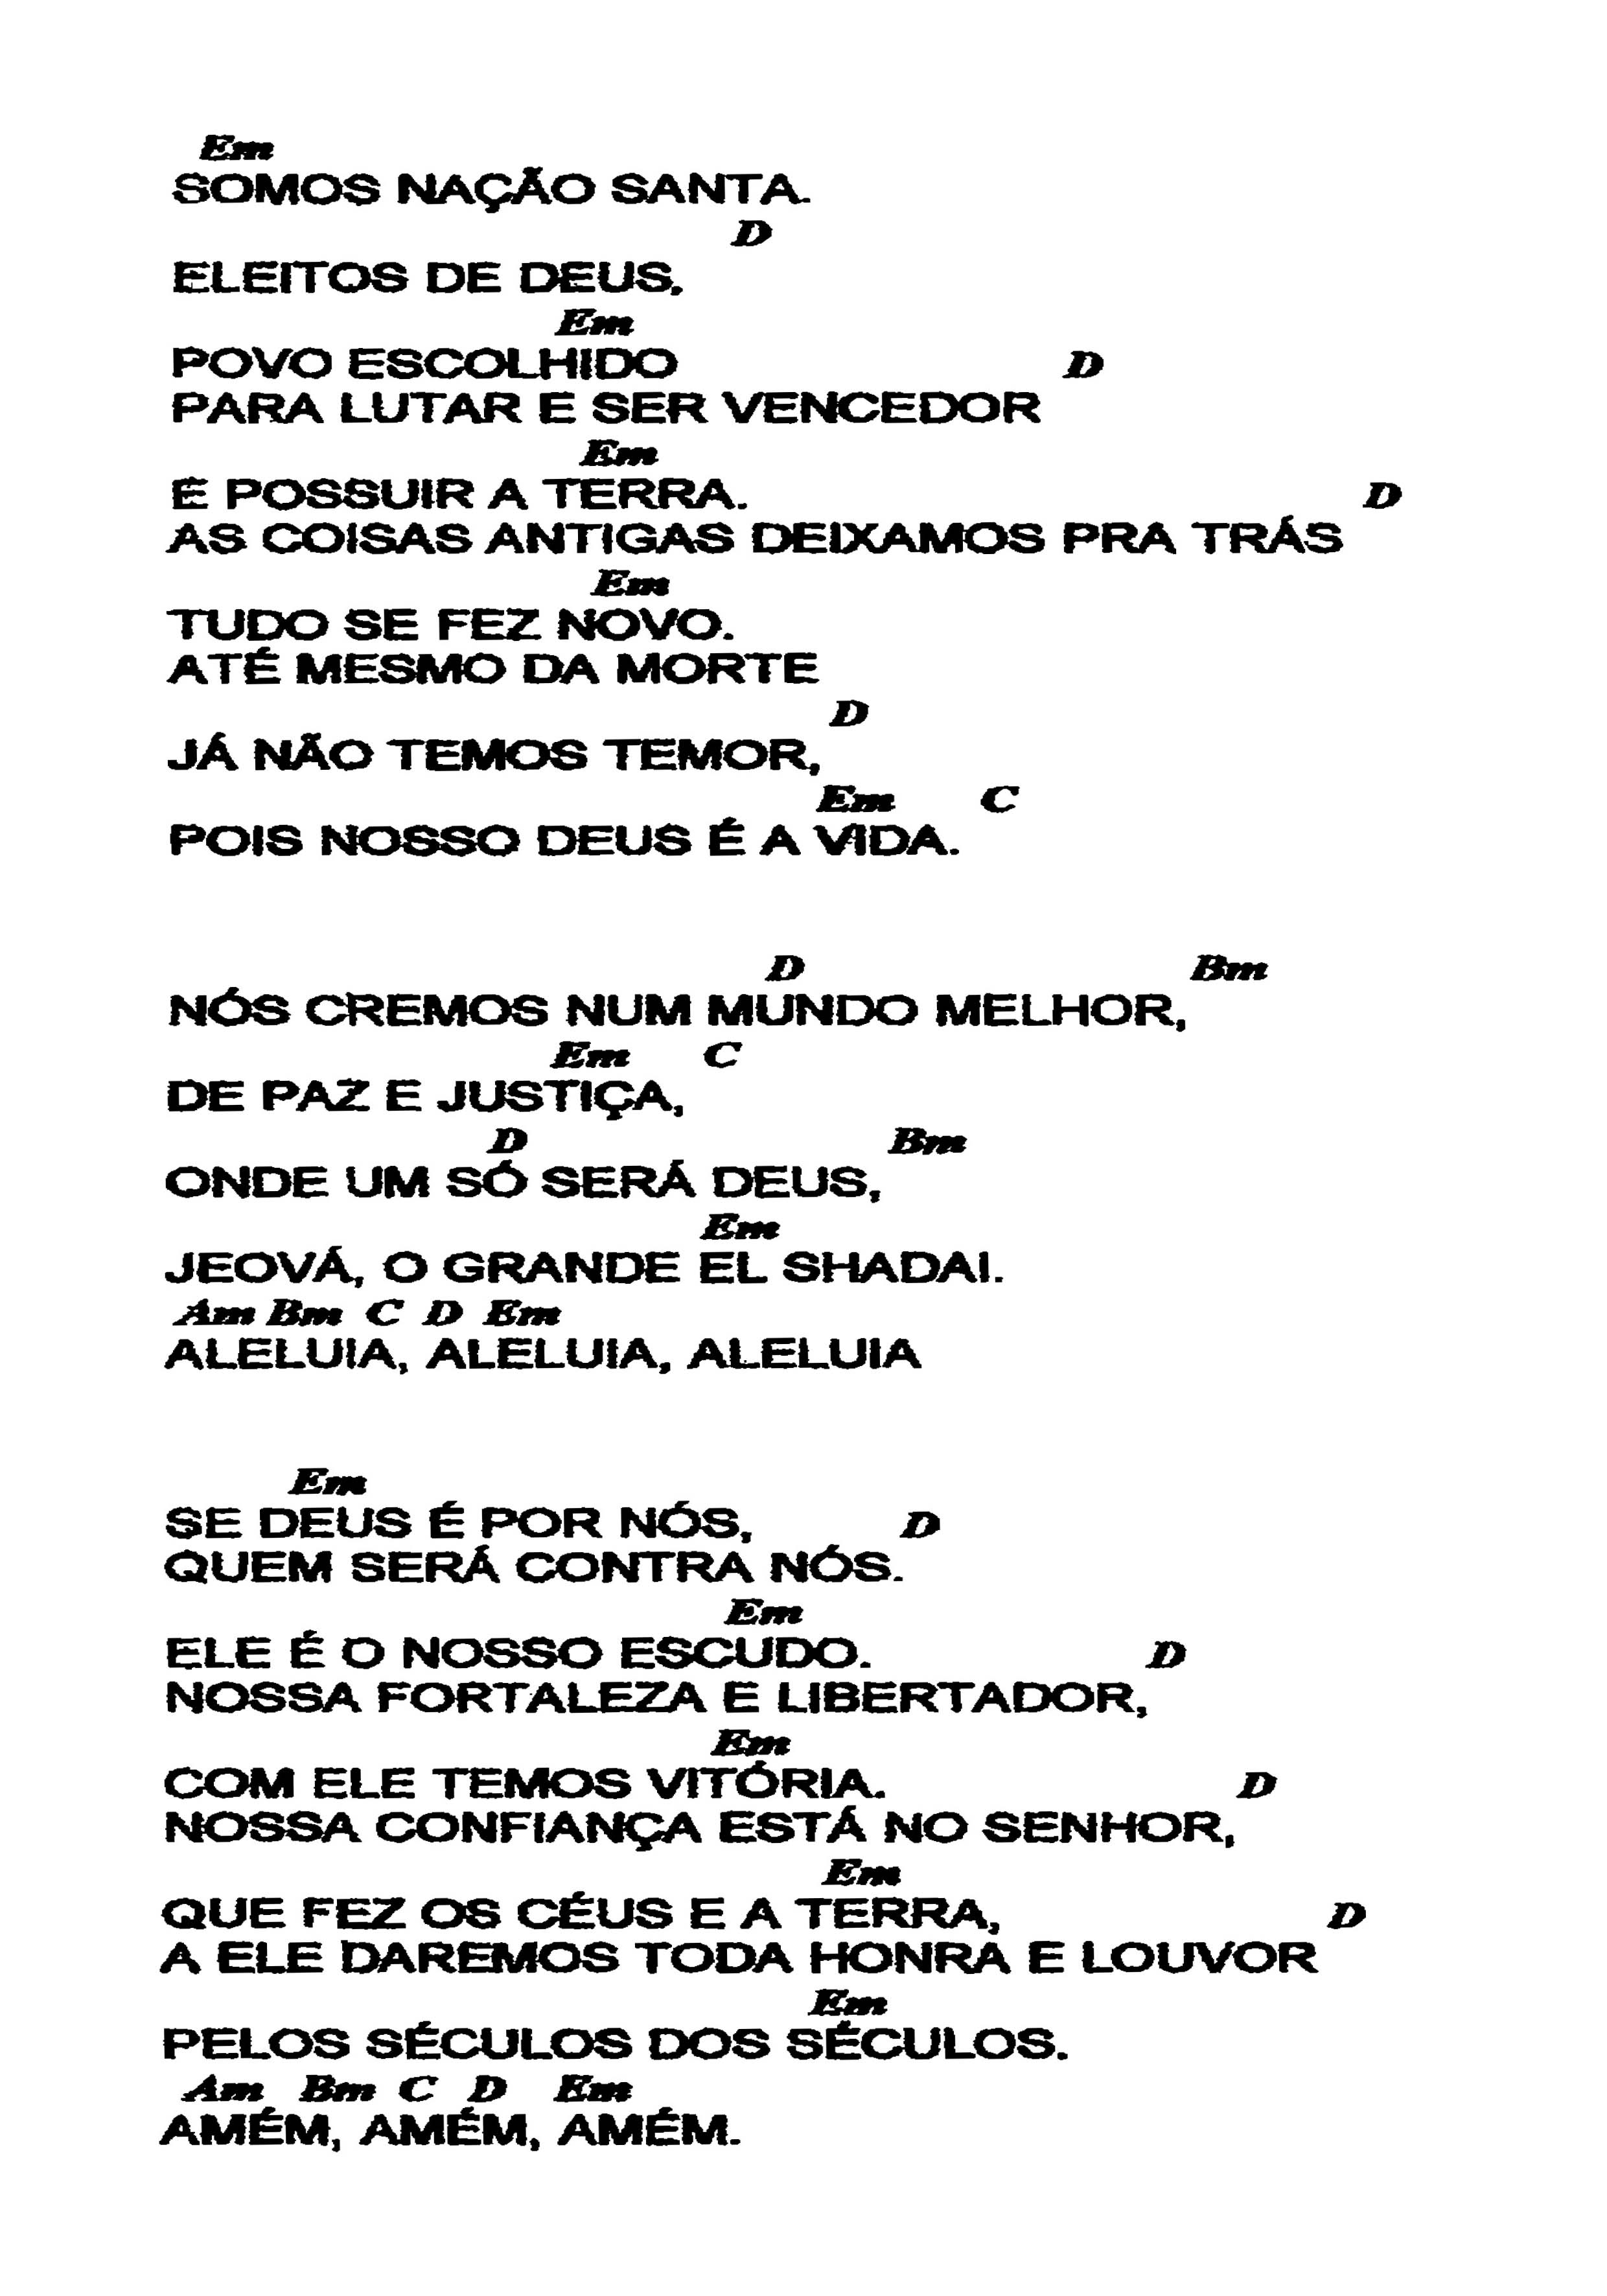 Em
SOMOS NAÇÃO SANTA.
D
ELEITOS DE DEUS,
Em
POVO ESCOLHIDO
D
PARA LUTAR E SER VENCEDOR
Em
E POSSUIR A TERRA.
D
AS COISAS ANTIGAS DEIXAMOS PRA TRÁS
Em
TUDO SE FEZ NOVO.
ATÉ MESMO DA MORTE
D
JÁ NÃO TEMOS TEMOR,
Em C
POIS NOSSO DEUS É A VIDA.
D Bm
NÓS CREMOS NUM MUNDO MELHOR,
Em C
DE PAZ E JUSTIÇA,
D Bm
ONDE UM SÓ SERÁ DEUS,
Em
JEOVÁ, O GRANDE EL SHADAI.
Am Bm C D Em
ALELUIA, ALELUIA, ALELUIA
Em
SE DEUS É POR NÓS,
D
QUEM SERÁ CONTRA NÓS.
Em
ELE É O NOSSO ESCUDO.
D
NOSSA FORTALEZA E LIBERTADOR,
Em
COM ELE TEMOS VITÓRIA.
D
NOSSA CONFIANÇA ESTÁ NO SENHOR,
Em
QUE FEZ OS CÉUS E A TERRA,
D
A ELE DAREMOS TODA HONRA E LOUVOR
Em
PELOS SÉCULOS DOS SÉCULOS.
Am Bm C D Em
AMÉM, AMÉM, AMÉM.